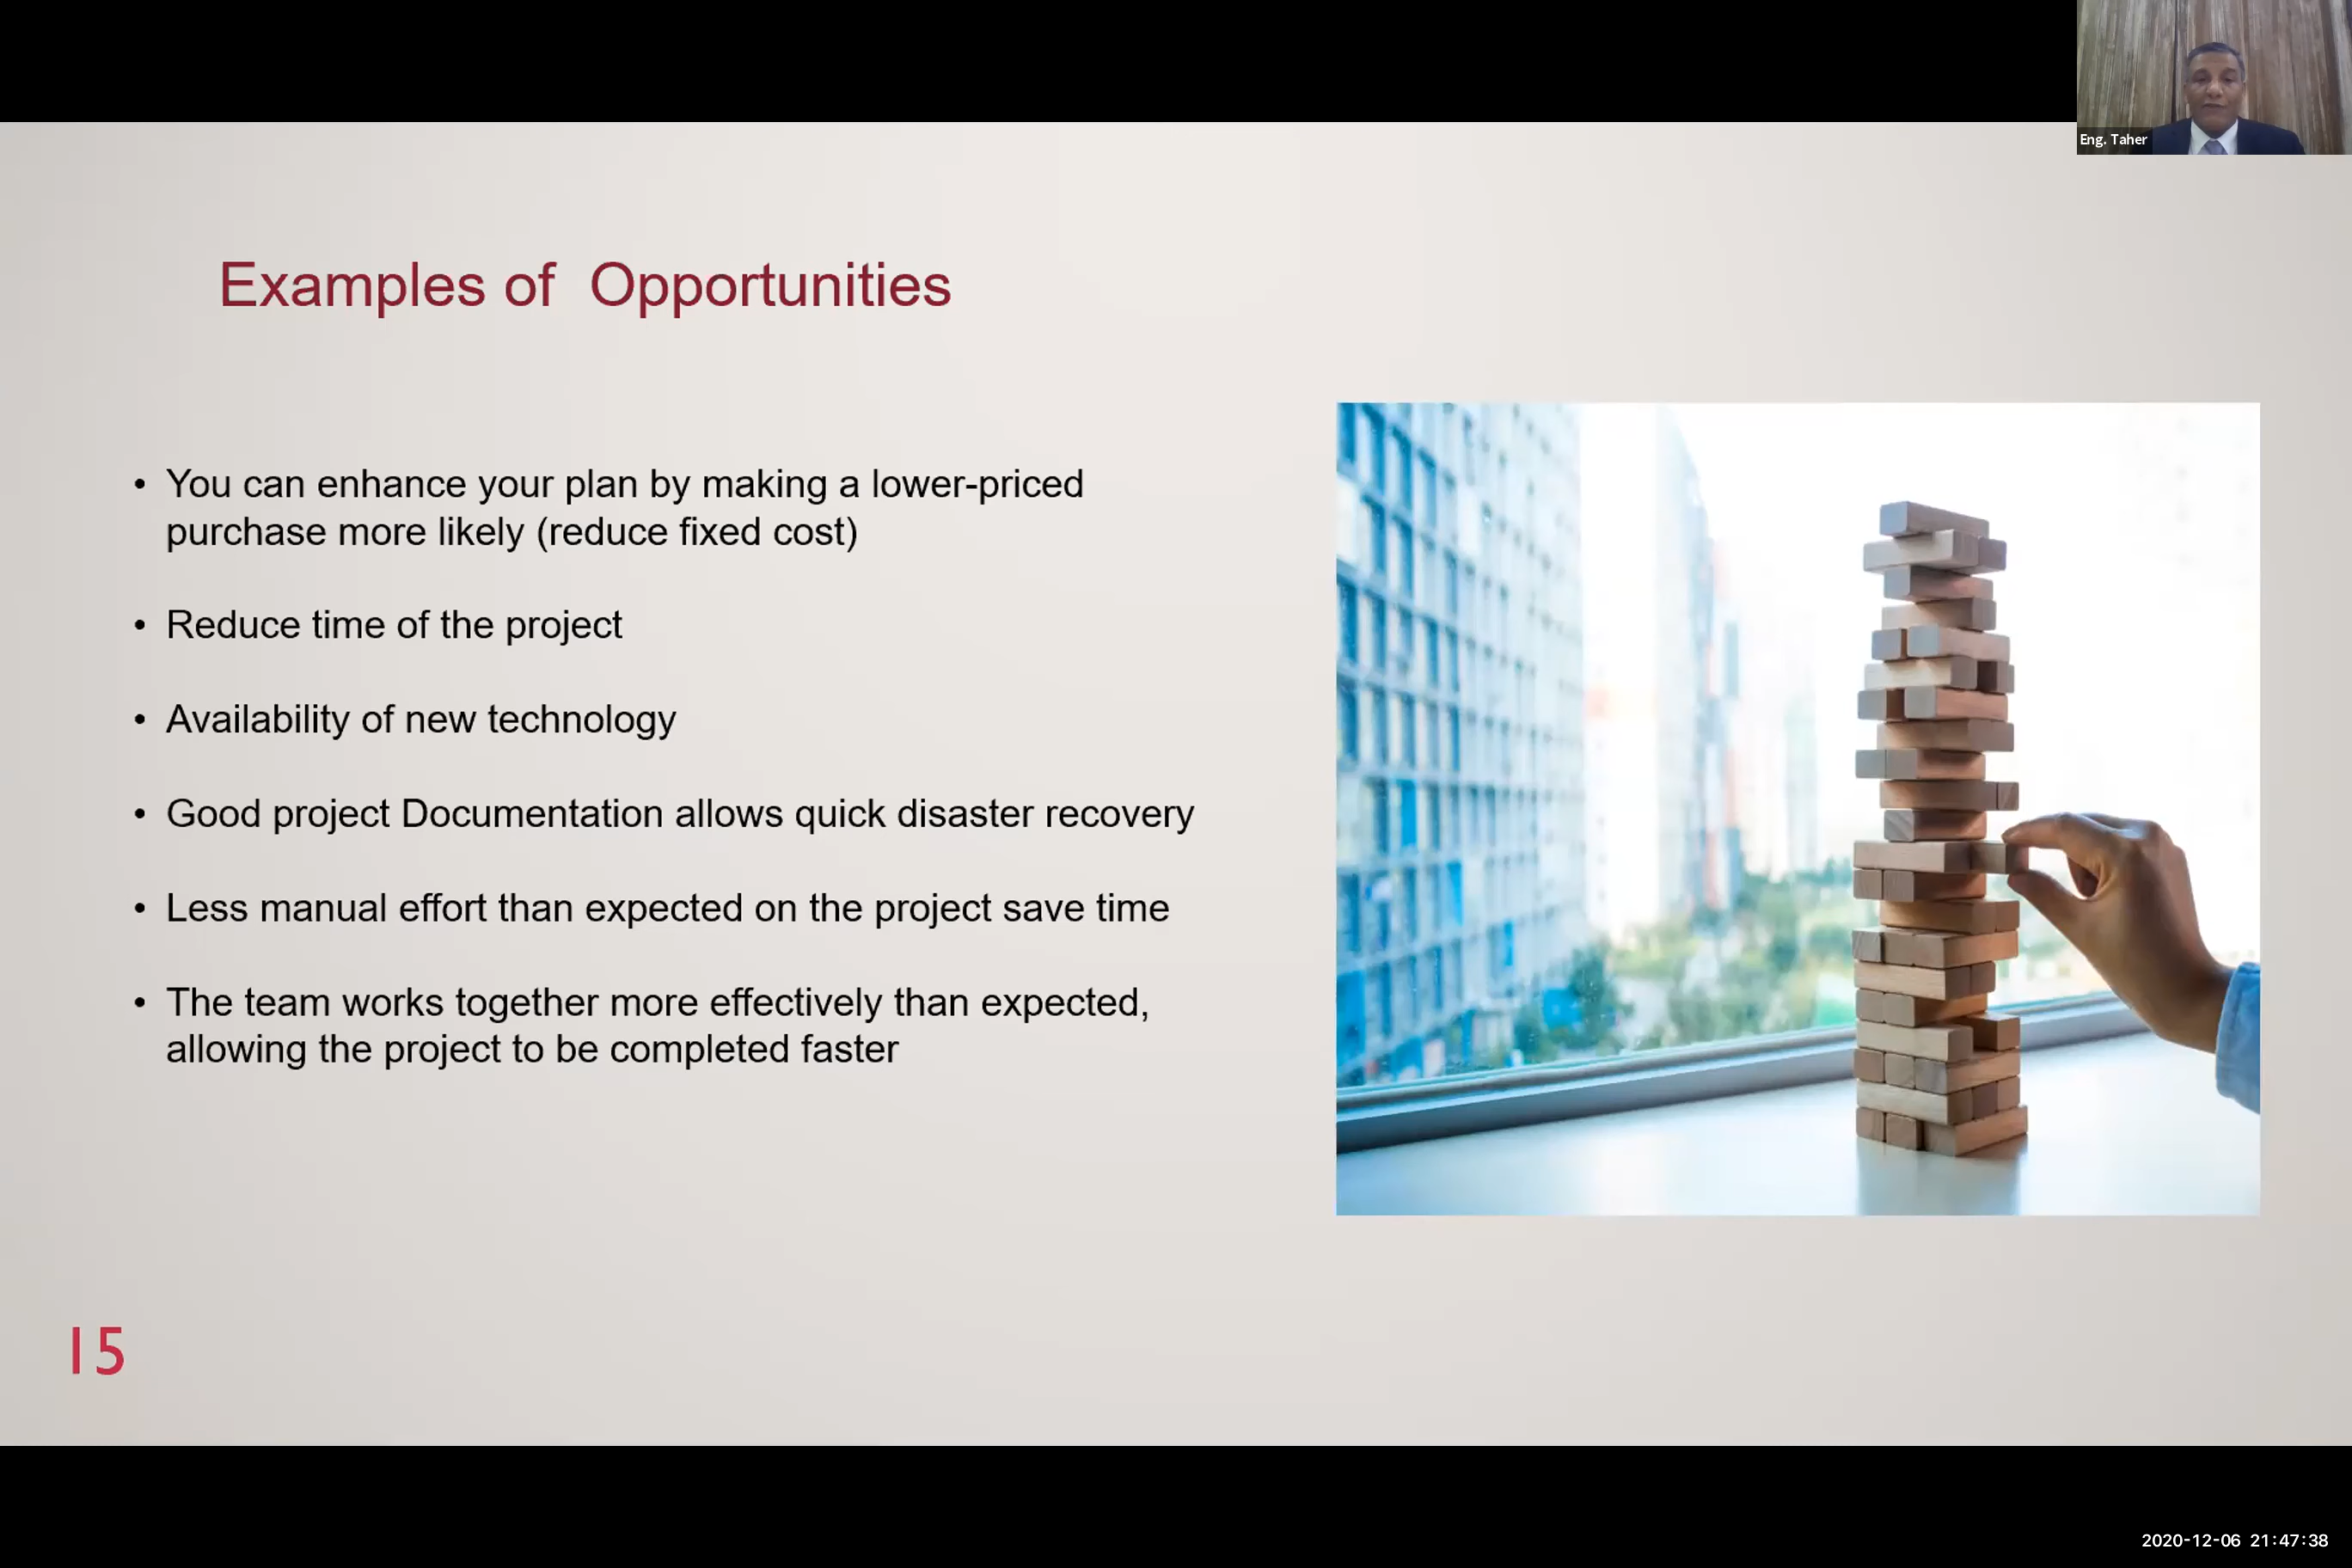 Eng. Taher
Examples of  Opportunities
• You can enhance your plan by making a lower-priced
purchase more likely (reduce fixed cost)
• Reduce time of the project
• Availability of new technology
• Good project Documentation allows quick disaster recovery
• Less manual effort than expected on the project save time
• The team works together more effectively than expected,
allowing the project to be completed faster
15
2020-12-06 21:47:38